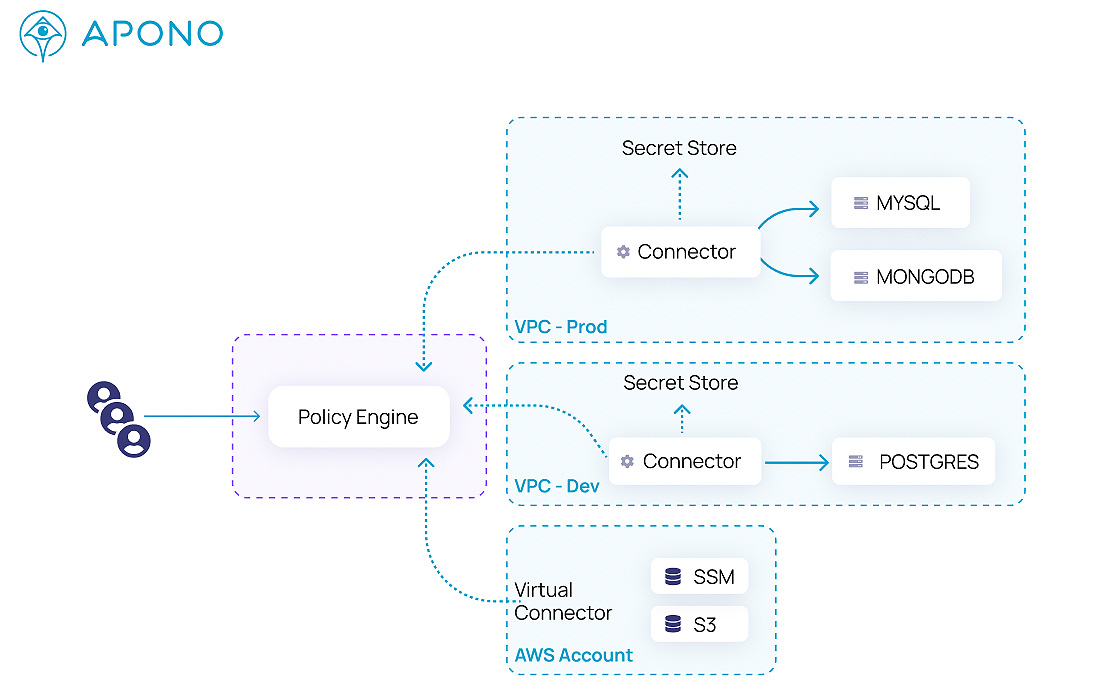 APONO
Secret Store
Connector
MYSQL
MONGODB
VPC - Prod
Policy Engine
Secret Store
Connector
POSTGRES
VPC - Dev
Virtual
Connector
SSM
S3
AWS Account